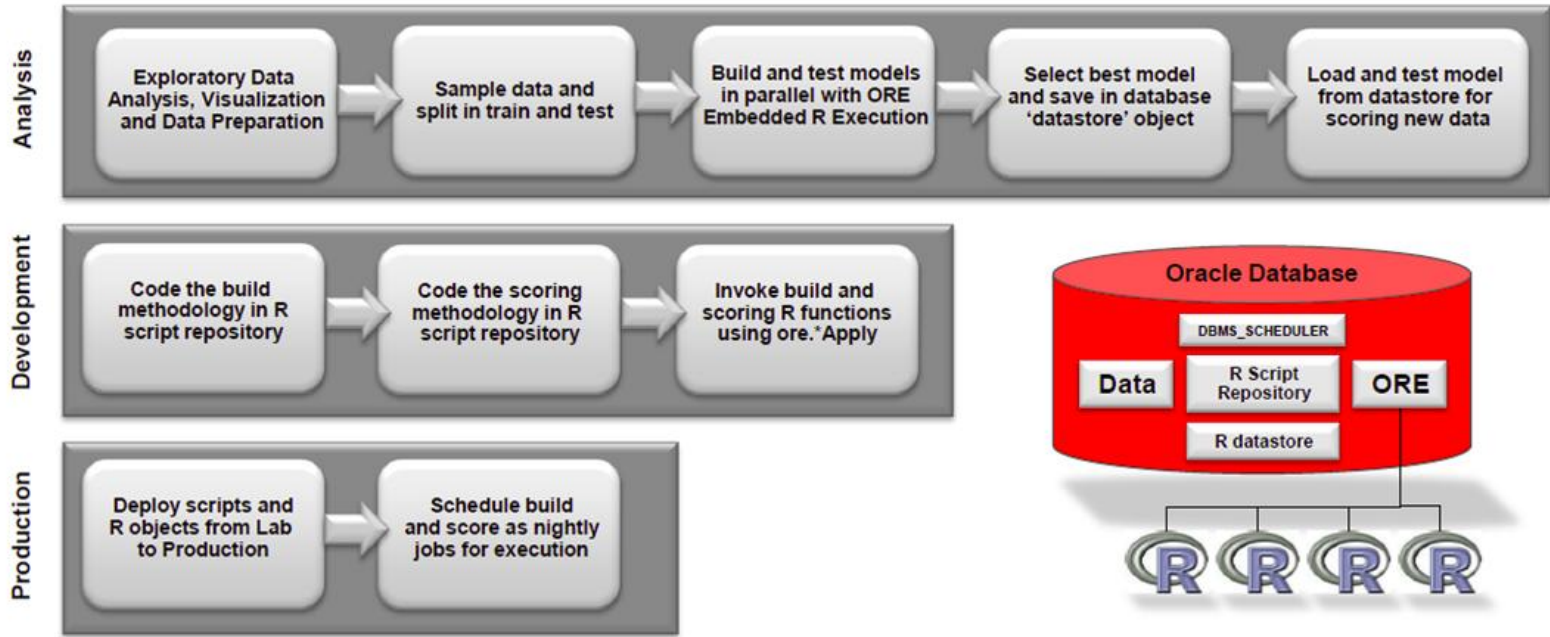 Analysis
Exploratory Data
Analysis, Visualization
and Data Preparation
Sample data and
split in train and test
Build and test models
in parallel with ORE
Embedded R Execution
Select best model
and save in database
‘datastore’ object
Load and test model
from datastore for
scoring new data
Development
Code the build
methodology in R
script repository
Code the scoring
methodology in R
script repository
Invoke build and
scoring R functions
using ore.*Apply
Production
Deploy scripts and
R objects from Lab
to Production
Schedule build
and score as nightly
jobs for execution
Oracle Database
DBMS_SCHEDULER
Data
R Script
Repository
ORE
R datastore
R
R
R
R